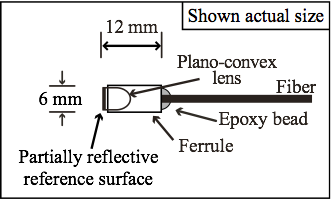 Shown actual size
12 mm
Plano-convex
lens
Fiber
6 mm
Epoxy bead
Ferrule
Partially reflective
reference surface